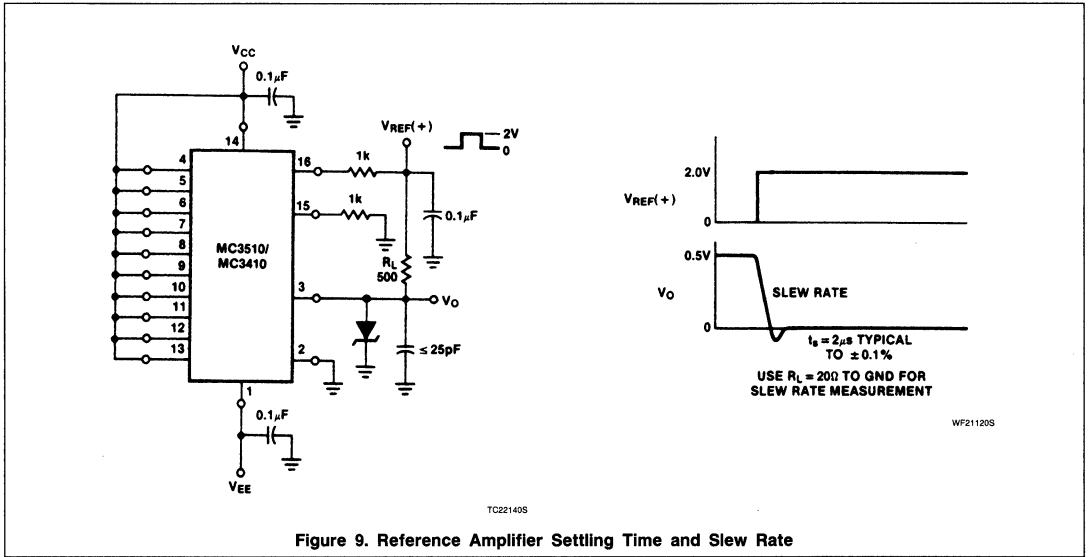 VCC
0.1μF
14
4
5
6
7
8
9
10
11
12
13
MC3510/
MC3410
16
15
3
2
1
1k
1k
VREF(+)
2V
0
0.1μF
RL
500
VO
≤ 25pF
0.1μF
VEE
TC22140S
2.0V
VREF(+)
0
0.5V
VO
SLEW RATE
0
ts = 2μs TYPICAL
TO ± 0.1%
USE RL = 20Ω TO GND FOR
SLEW RATE MEASUREMENT
WF21120S
Figure 9. Reference Amplifier Settling Time and Slew Rate